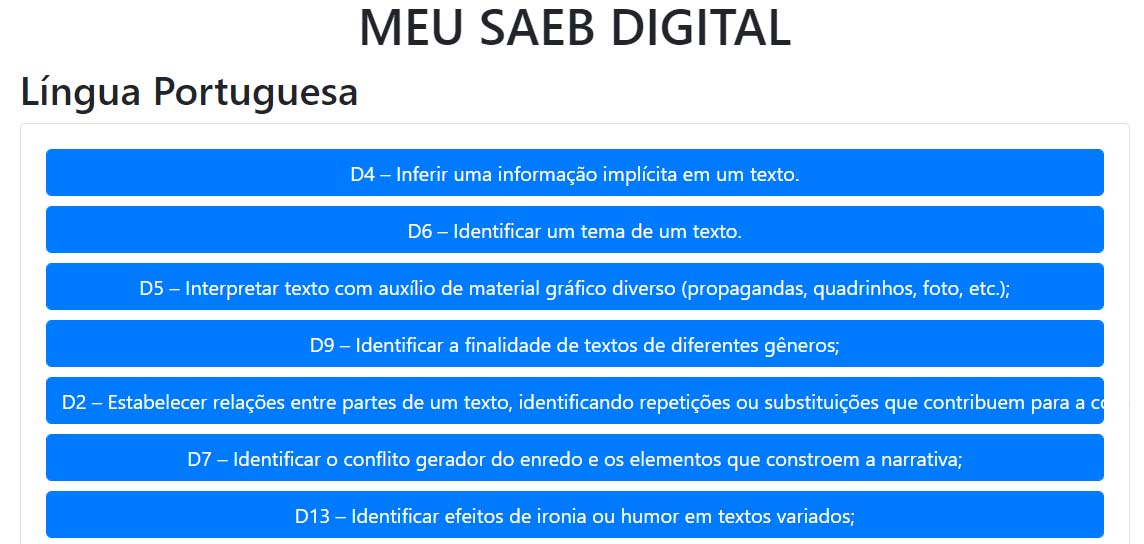 MEU SAEB DIGITAL
Língua Portuguesa
D4 – Inferir uma informação implícita em um texto.
D6 – Identificar um tema de um texto.
D5 – Interpretar texto com auxílio de material gráfico diverso (propagandas, quadrinhos, foto, etc.);
D9 – Identificar a finalidade de textos de diferentes gêneros;
D2 – Estabelecer relações entre partes de um texto, identificando repetições ou substituições que contribuem para a
D7 – Identificar o conflito gerador do enredo e os elementos que constroem a narrativa;
D13 – Identificar efeitos de ironia ou humor em textos variados;